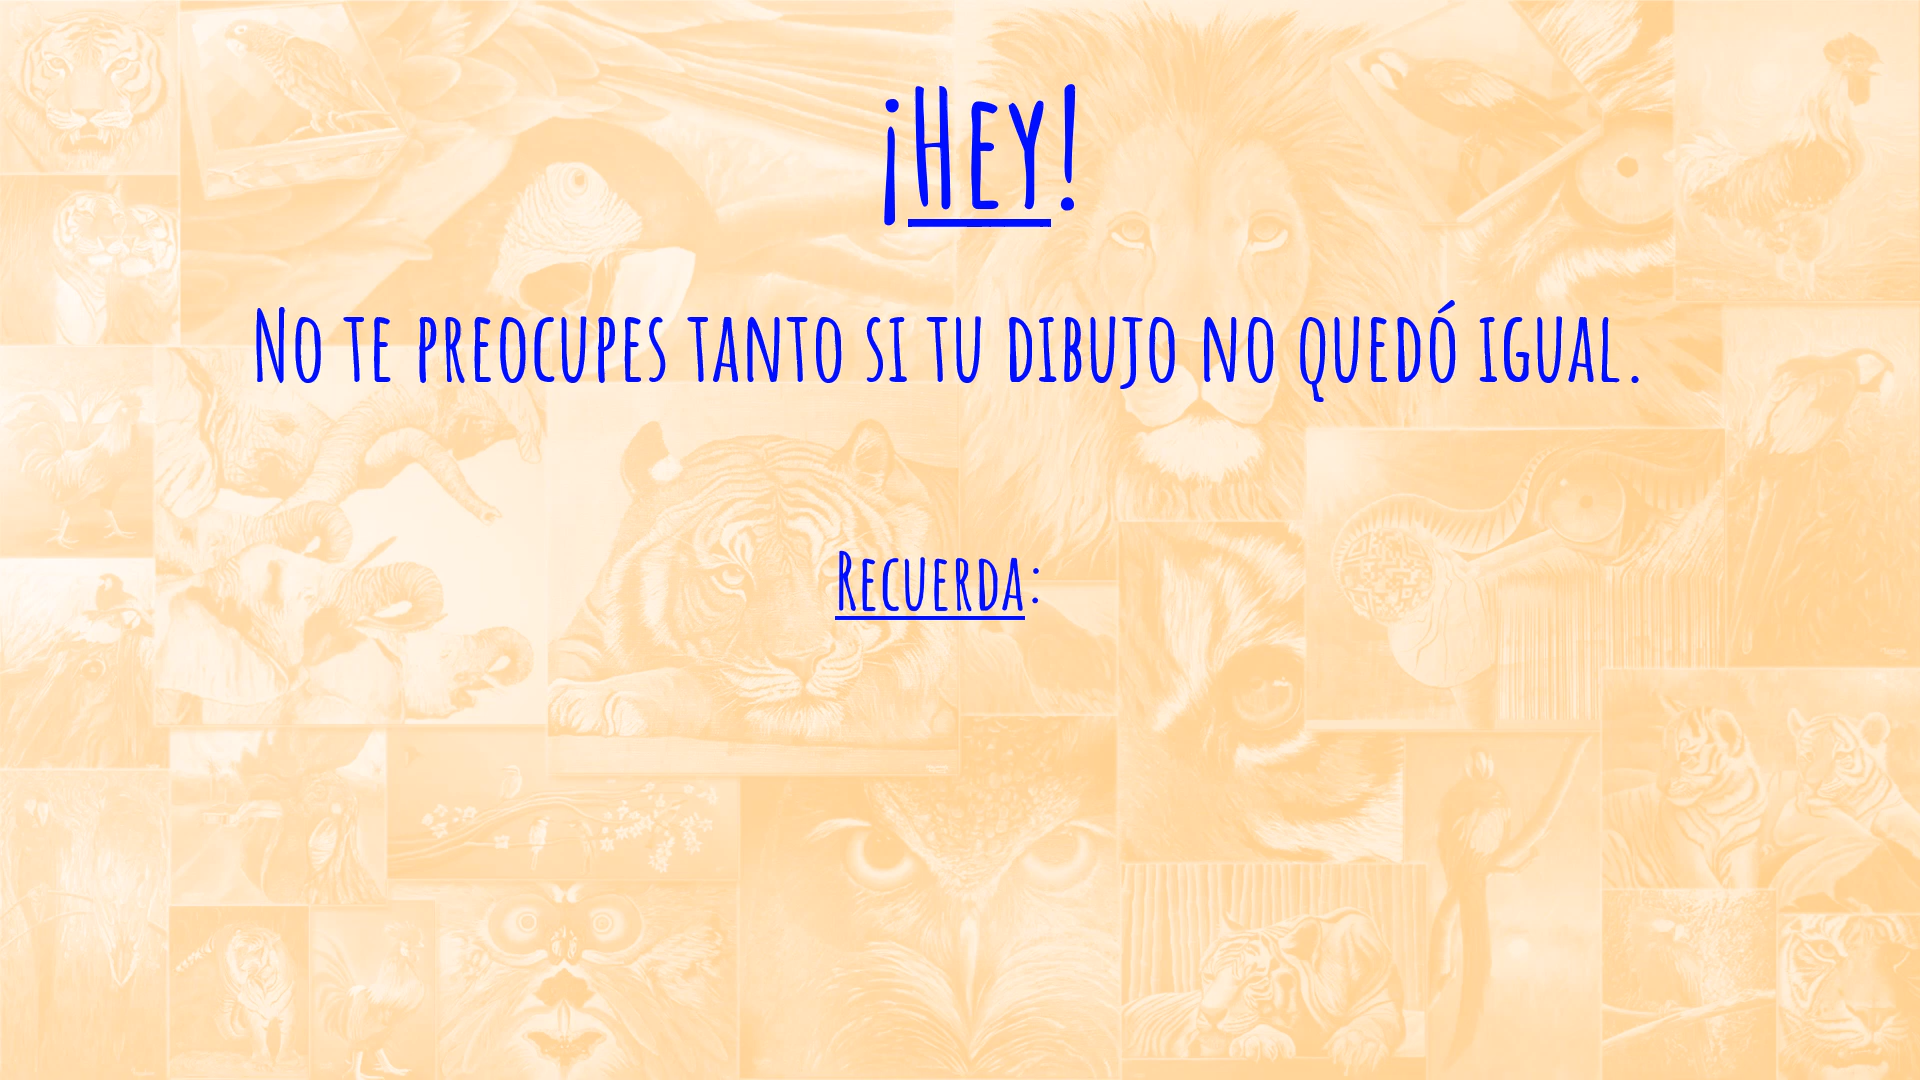 ¡Hey!
No te preocupes tanto si tu dibujo no quedó igual.
Recuerda: